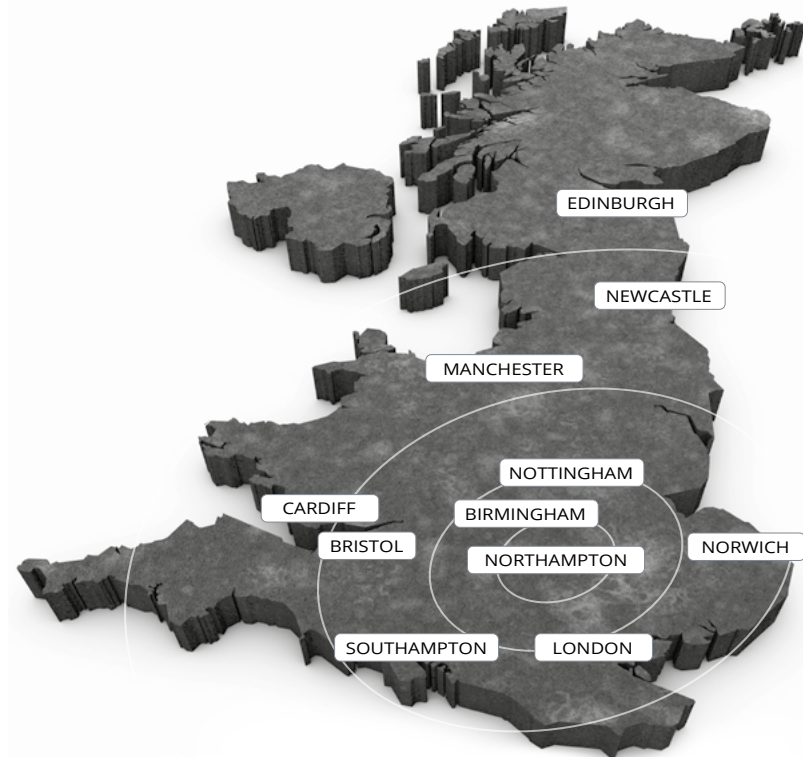 EDINBURGH
NEWCASTLE
MANCHESTER
NOTTINGHAM
CARDIFF
BIRMINGHAM
BRISTOL
NORWICH
NORTHAMPTON
SOUTHAMPTON
LONDON